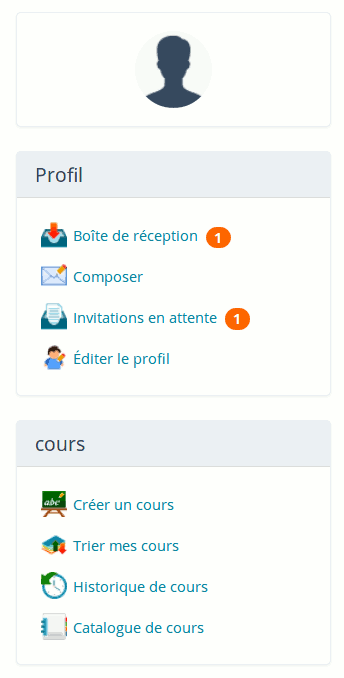 Profil
Boîte de réception 1
Composer
Invitations en attente 1
Éditer le profil
cours
abc
Créer un cours
Trier mes cours
Historique de cours
Catalogue de cours